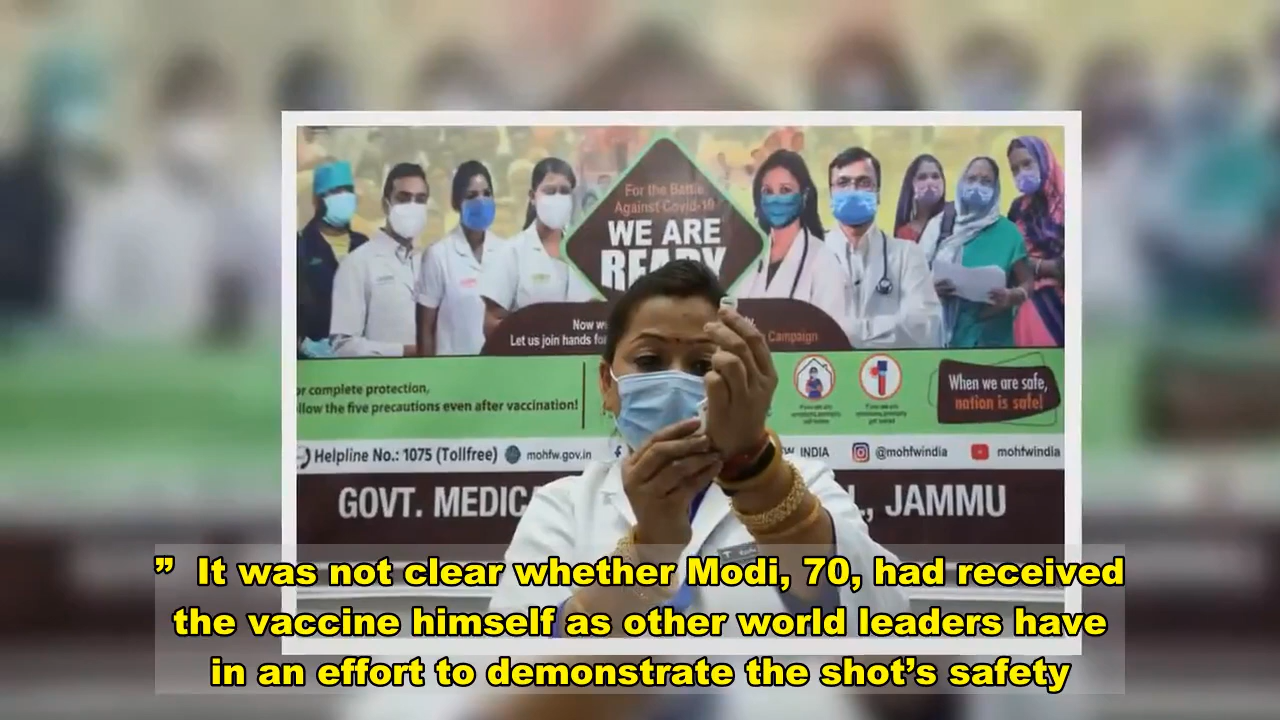 For the Battle
Against Covid-19
WE ARE
READY
Now w
Let us join hands fo
Campaign
or complete protection,
llow the five precautions even after vaccination!
When we are safe,
nation is safe!
Helpline No.: 1075 (Tollfree) mohfw.gov.in
INDIA @mohfwindia mohfwindia
GOVT. MEDIC
L, JAMMU
” It was not clear whether Modi, 70, had received
the vaccine himself as other world leaders have
in an effort to demonstrate the shot’s safety